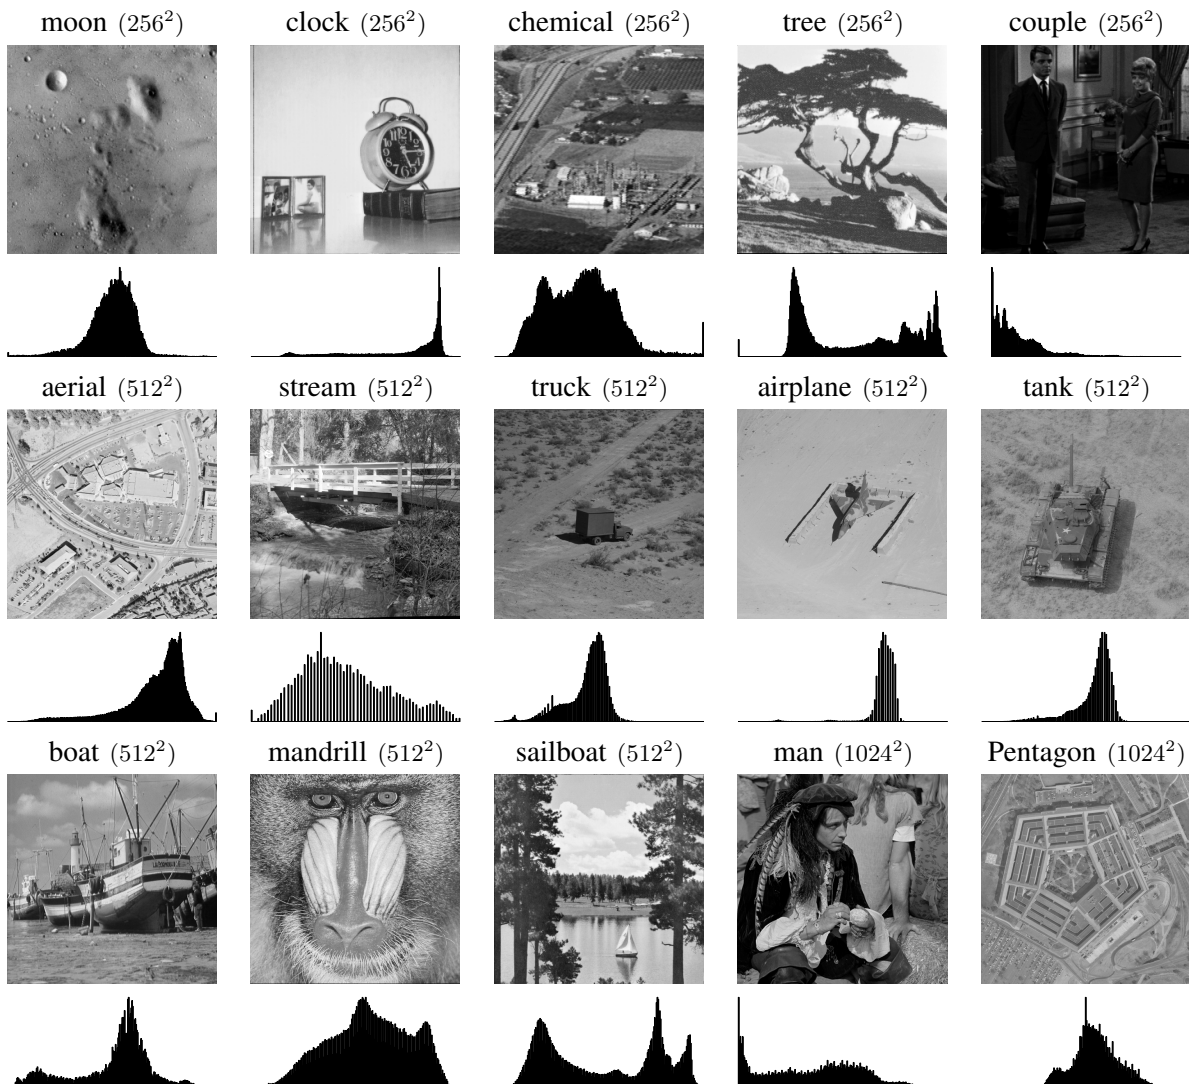 moon (256²) clock (256²) chemical (256²) tree (256²) couple (256²)
aerial (512²) stream (512²) truck (512²) airplane (512²) tank (512²)
boat (512²) mandrill (512²) sailboat (512²) man (1024²) Pentagon (1024²)